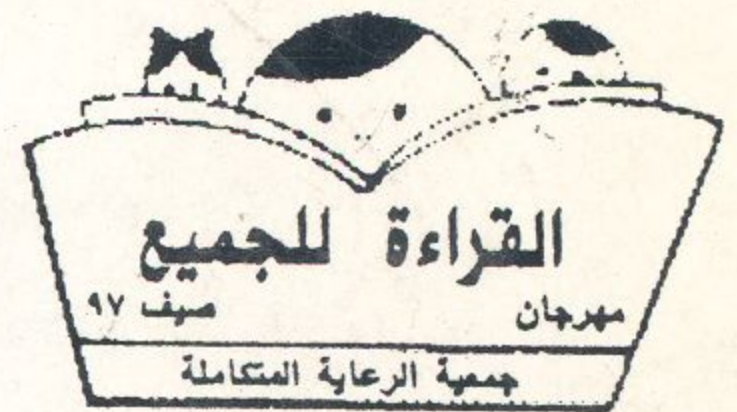 القراءة للجميع
مهرجان صيف ٩٧
جمعية الرعاية المتكاملة